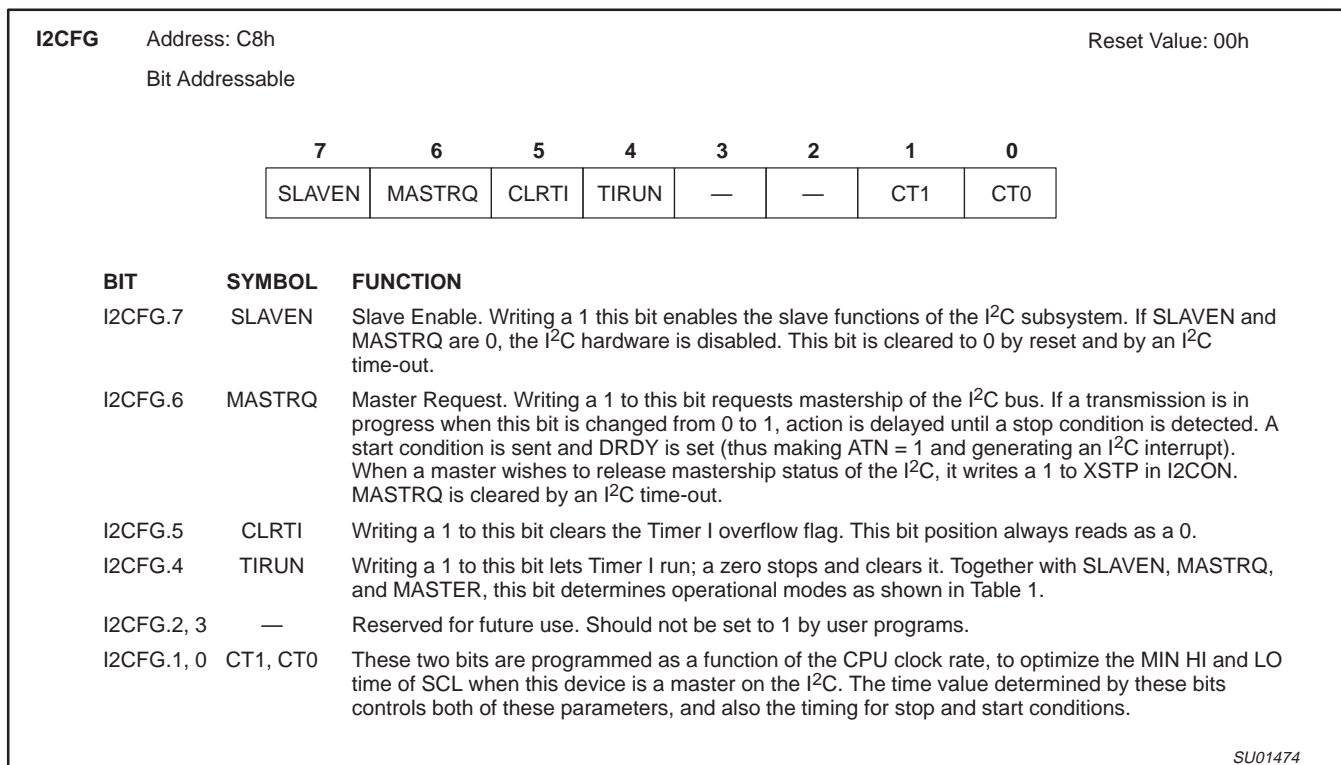 I2CFG Address: C8h Reset Value: 00h
Bit Addressable
7 6 5 4 3 2 1 0
SLAVEN MASTRQ CLRTI TIRUN — — CT1 CT0
BIT SYMBOL FUNCTION
I2CFG.7 SLAVEN Slave Enable. Writing a 1 this bit enables the slave functions of the I²C subsystem. If SLAVEN and
MASTRQ are 0, the I²C hardware is disabled. This bit is cleared to 0 by reset and by an I²C
time-out.
I2CFG.6 MASTRQ Master Request. Writing a 1 to this bit requests mastership of the I²C bus. If a transmission is in
progress when this bit is changed from 0 to 1, action is delayed until a stop condition is detected. A
start condition is sent and DRDY is set (thus making ATN = 1 and generating an I²C interrupt).
When a master wishes to release mastership status of the I²C, it writes a 1 to XSTP in I2CON.
MASTRQ is cleared by an I²C time-out.
I2CFG.5 CLRTI Writing a 1 to this bit clears the Timer I overflow flag. This bit position always reads as a 0.
I2CFG.4 TIRUN Writing a 1 to this bit lets Timer I run; a zero stops and clears it. Together with SLAVEN, MASTRQ,
and MASTER, this bit determines operational modes as shown in Table 1.
I2CFG.2, 3 — Reserved for future use. Should not be set to 1 by user programs.
I2CFG.1, 0 CT1, CT0 These two bits are programmed as a function of the CPU clock rate, to optimize the MIN HI and LO
time of SCL when this device is a master on the I²C. The time value determined by these bits
controls both of these parameters, and also the timing for stop and start conditions.
SU01474